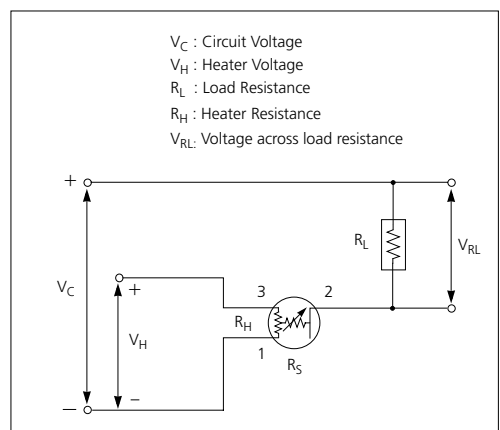 VC : Circuit Voltage
VH : Heater Voltage
RL : Load Resistance
RH : Heater Resistance
VRL: Voltage across load resistance
+
RL
VRL
VC
+
3
2
RH
VH
1
RS
−
−